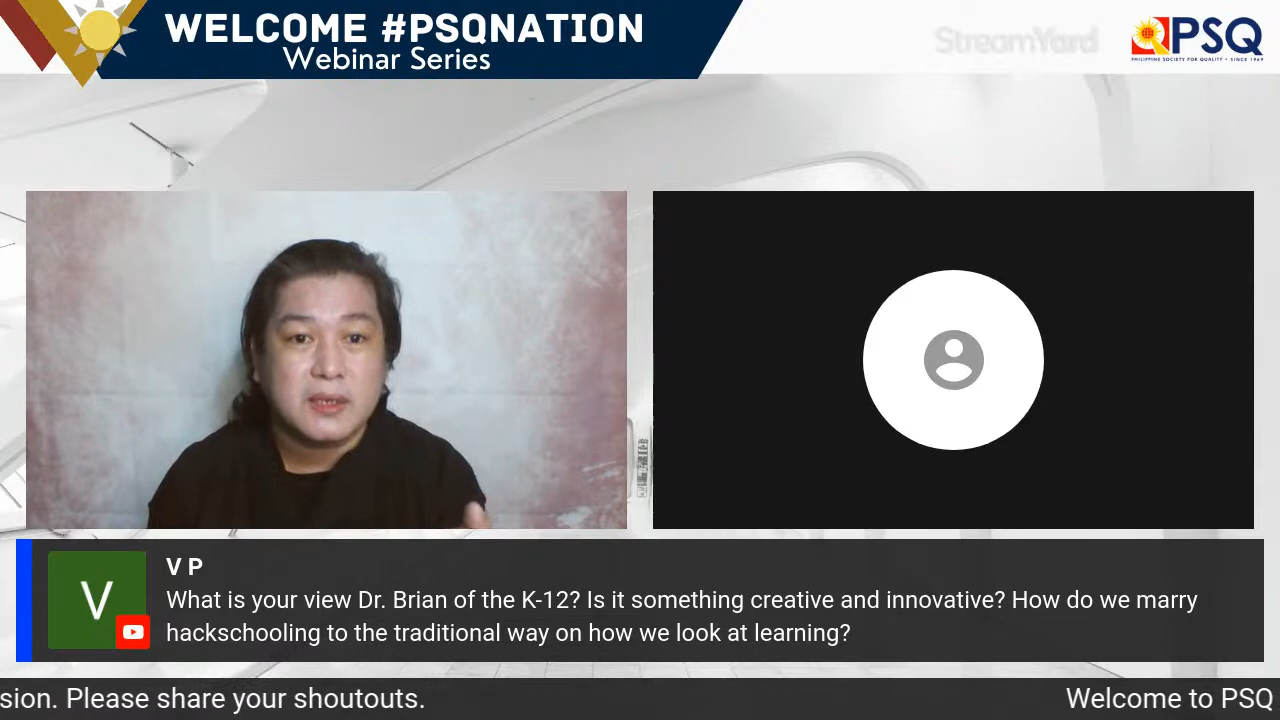 WELCOME #PSQNATION
Webinar Series
StreamYard
PSQ
PHILIPPINE SOCIETY FOR QUALITY • SINCE 1969
V
V P
What is your view Dr. Brian of the K-12? Is it something creative and innovative? How do we marry
hackschooling to the traditional way on how we look at learning?
sion. Please share your shoutouts.
Welcome to PSQ